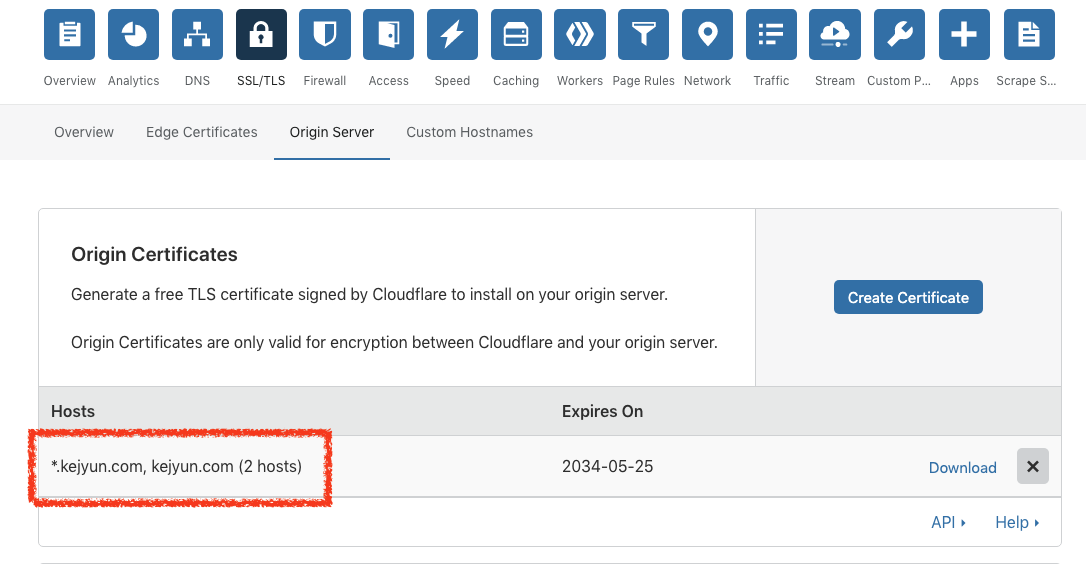 Overview Analytics DNS SSL/TLS Firewall Access Speed Caching Workers Page Rules Network Traffic Stream Custom P... Apps Scrape S...
Overview Edge Certificates Origin Server Custom Hostnames
Origin Certificates
Generate a free TLS certificate signed by Cloudflare to install on your origin server.
Create Certificate
Origin Certificates are only valid for encryption between Cloudflare and your origin server.
Hosts Expires On
*.kejyun.com, kejyun.com (2 hosts) 2034-05-25 Download
API Help